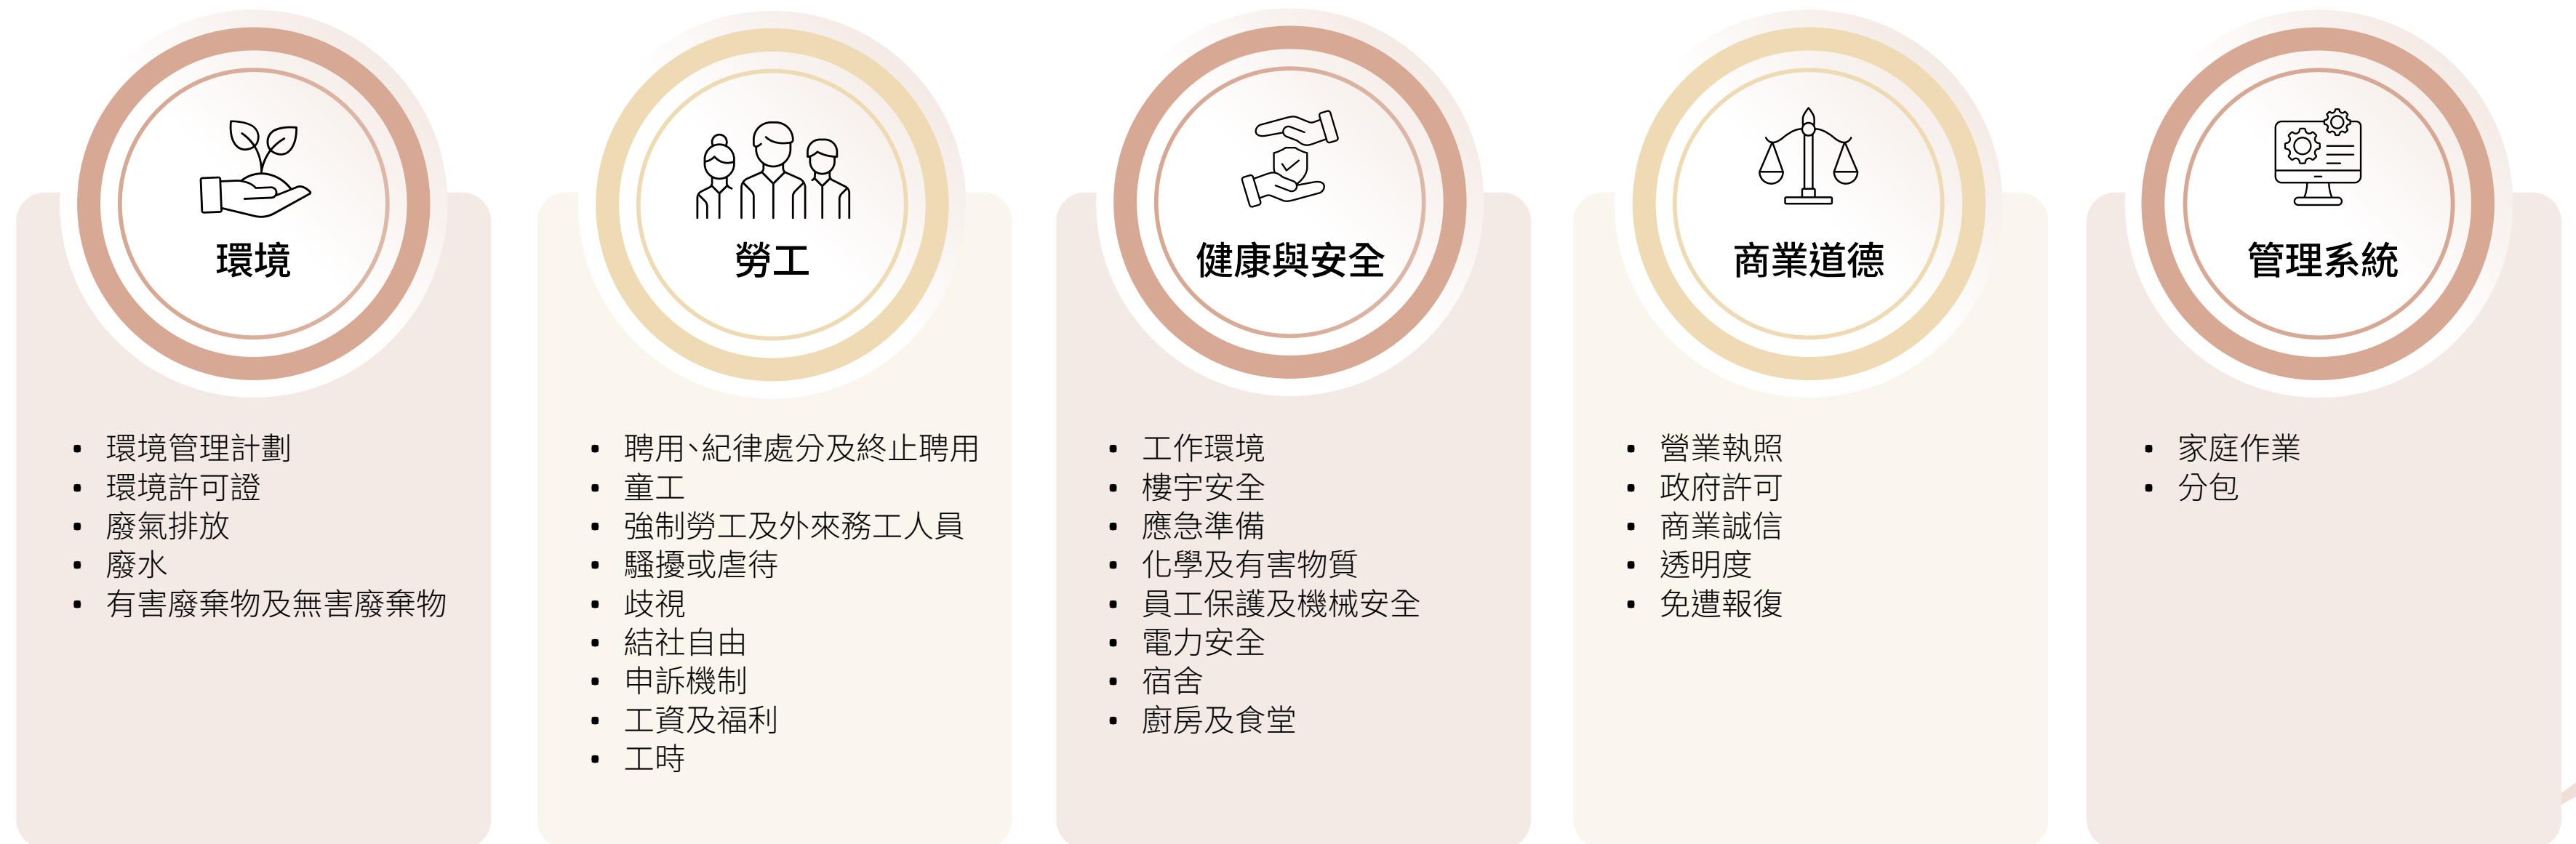 環境
• 環境管理計劃
• 環境許可證
• 廢氣排放
• 廢水
• 有害廢棄物及無害廢棄物
勞工
• 聘用、紀律處分及終止聘用
• 童工
• 強制勞工及外來務工人員
• 騷擾或虐待
• 歧視
• 結社自由
• 申訴機制
• 工資及福利
• 工時
健康與安全
• 工作環境
• 樓宇安全
• 應急準備
• 化學及有害物質
• 員工保護及機械安全
• 電力安全
• 宿舍
• 廚房及食堂
商業道德
• 營業執照
• 政府許可
• 商業誠信
• 透明度
• 免遭報復
管理系統
• 家庭作業
• 分包